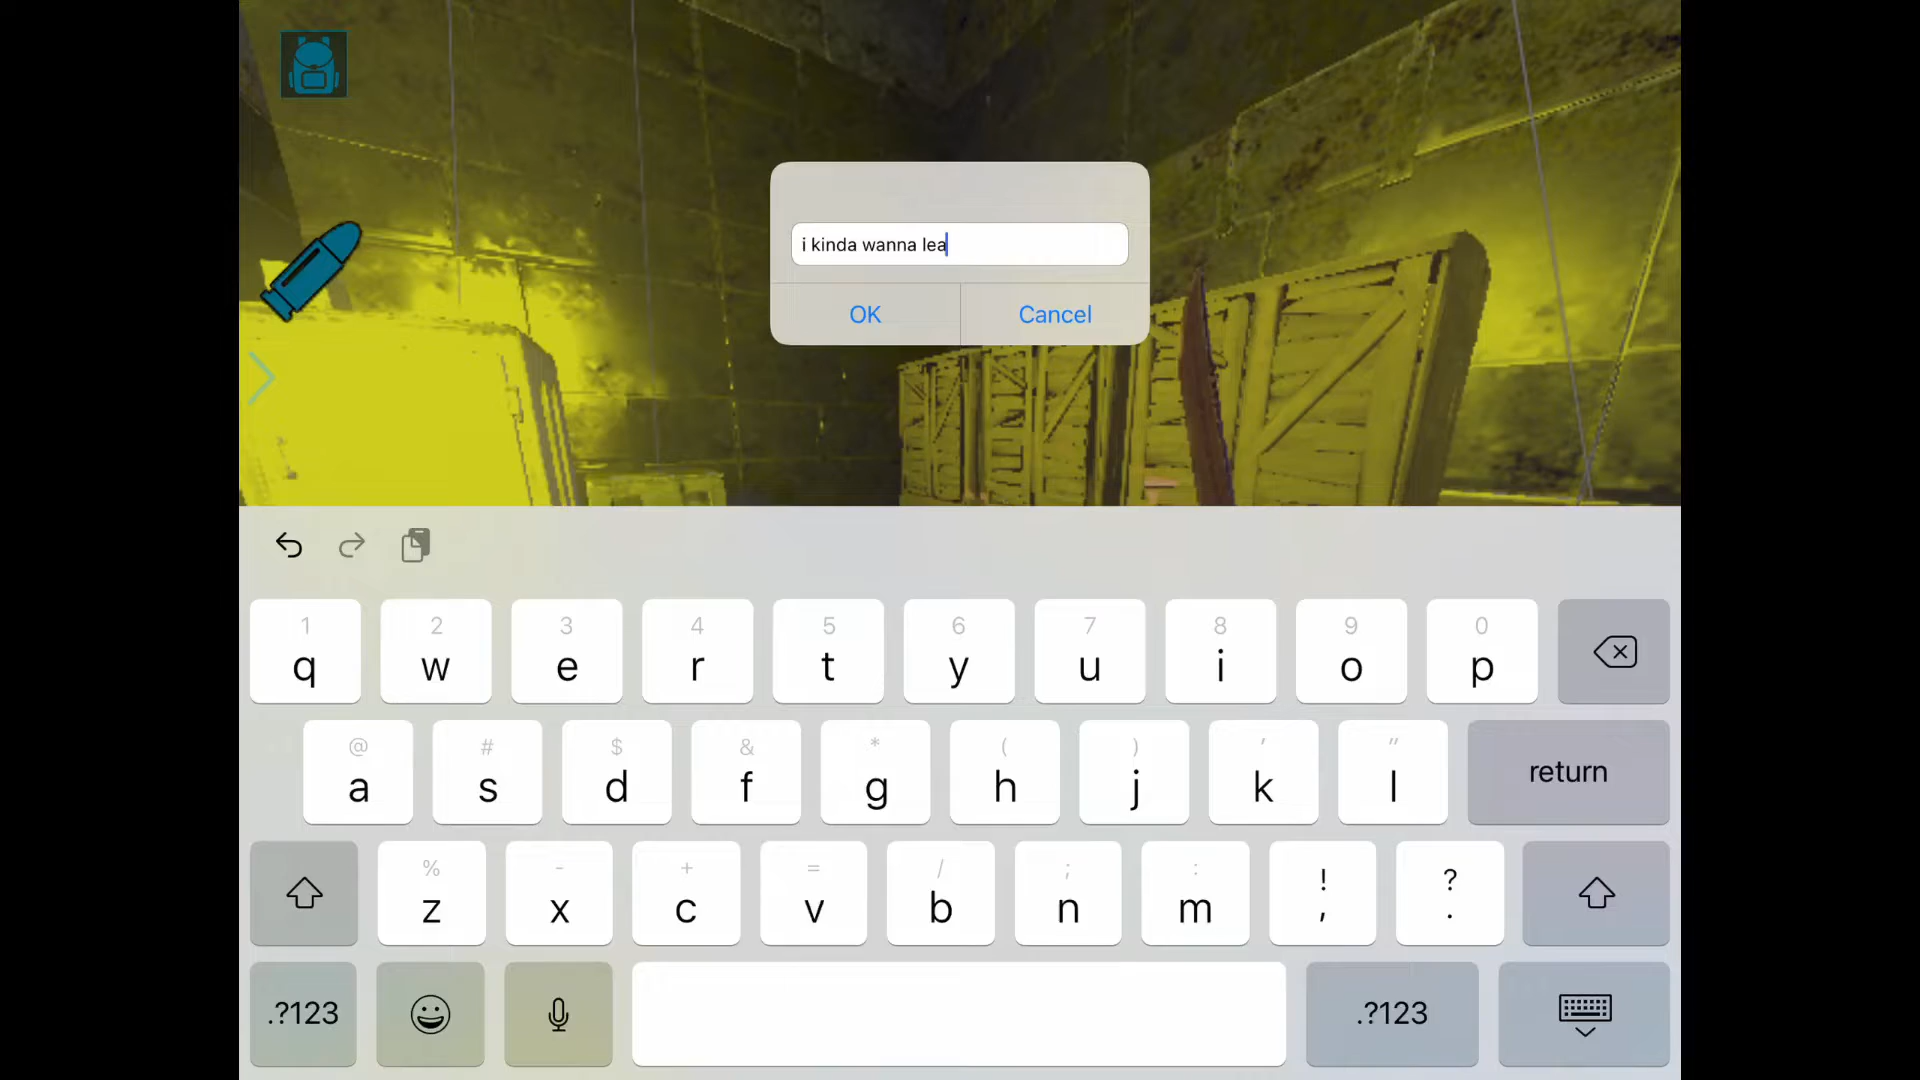 i kinda wanna lea
OK Cancel
1 2 3 4 5 6 7 8 9 0
q w e r t y u i o p
@ # $ & * ( ) ' "
a s d f g h j k l return
% - + = / ; : ! ?
z x c v b n m , .
.?123 .?123